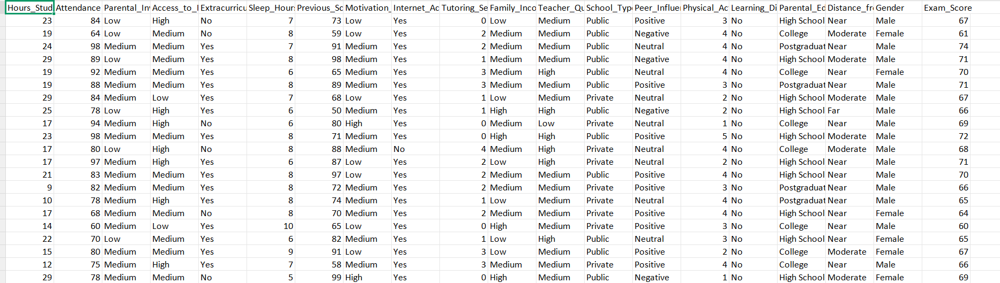 Hours_Stud Attendance Parental_In Access_to_ Extracurricu Sleep_Hour Previous_Sc Motivation_ Internet_Ac Tutoring_Se Family_Inco Teacher_Qu School_Typ Peer_Influe Physical_Ac Learning_Di Parental_Ed Distance_fr Gender Exam_Score
23 84 Low High No 7 73 Low Yes 0 Low Medium Public Positive 3 No High School Near Male 67
19 64 Low Medium No 8 59 Low Yes 2 Medium Medium Public Negative 4 No College Moderate Female 61
24 98 Medium Medium Yes 7 91 Medium Yes 2 Medium Medium Public Neutral 4 No Postgraduat Near Male 74
29 89 Low Medium Yes 8 98 Medium Yes 1 Medium Medium Public Negative 4 No High School Moderate Male 71
19 92 Medium Medium Yes 6 65 Medium Yes 3 Medium High Public Neutral 4 No College Near Female 70
19 88 Medium Medium Yes 8 89 Medium Yes 3 Medium Medium Public Positive 3 No Postgraduat Near Male 71
29 84 Medium Low Yes 7 68 Low Yes 1 Low Medium Private Neutral 2 No High School Moderate Male 67
25 78 Low High Yes 6 50 Medium Yes 1 High High Public Negative 2 No High School Far Male 66
17 94 Medium High No 6 80 High Yes 0 Medium Low Private Neutral 1 No College Near Male 69
23 98 Medium Medium Yes 8 71 Medium Yes 0 High High Public Positive 5 No High School Moderate Male 72
17 80 Low High No 8 88 Medium No 4 Medium High Private Neutral 4 No College Moderate Male 68
17 97 Medium High Yes 6 87 Low Yes 2 Low High Private Neutral 2 No High School Near Male 71
21 83 Medium Medium Yes 8 97 Low Yes 2 Medium Medium Public Positive 4 No High School Near Male 70
9 82 Medium Medium Yes 8 72 Medium Yes 2 Medium Medium Private Positive 3 No Postgraduat Near Male 66
10 78 Medium High Yes 8 74 Medium Yes 1 Low Medium Private Neutral 4 No Postgraduat Near Male 65
17 68 Medium Medium No 8 70 Medium Yes 2 Medium Medium Private Positive 4 No High School Near Female 64
14 60 Medium Low Yes 10 65 Low Yes 0 High Medium Private Positive 3 No College Near Male 60
22 70 Low Medium Yes 6 82 Medium Yes 1 Low High Public Neutral 3 No High School Near Female 65
15 80 Medium Medium Yes 9 91 Low Yes 3 Low Medium Public Positive 2 No College Moderate Female 67
12 75 Medium High Yes 7 58 Medium Yes 3 Medium Medium Private Positive 4 No College Near Male 66
29 78 Medium Medium No 5 99 High Yes 0 High Medium Public Negative 1 No High School Moderate Female 69